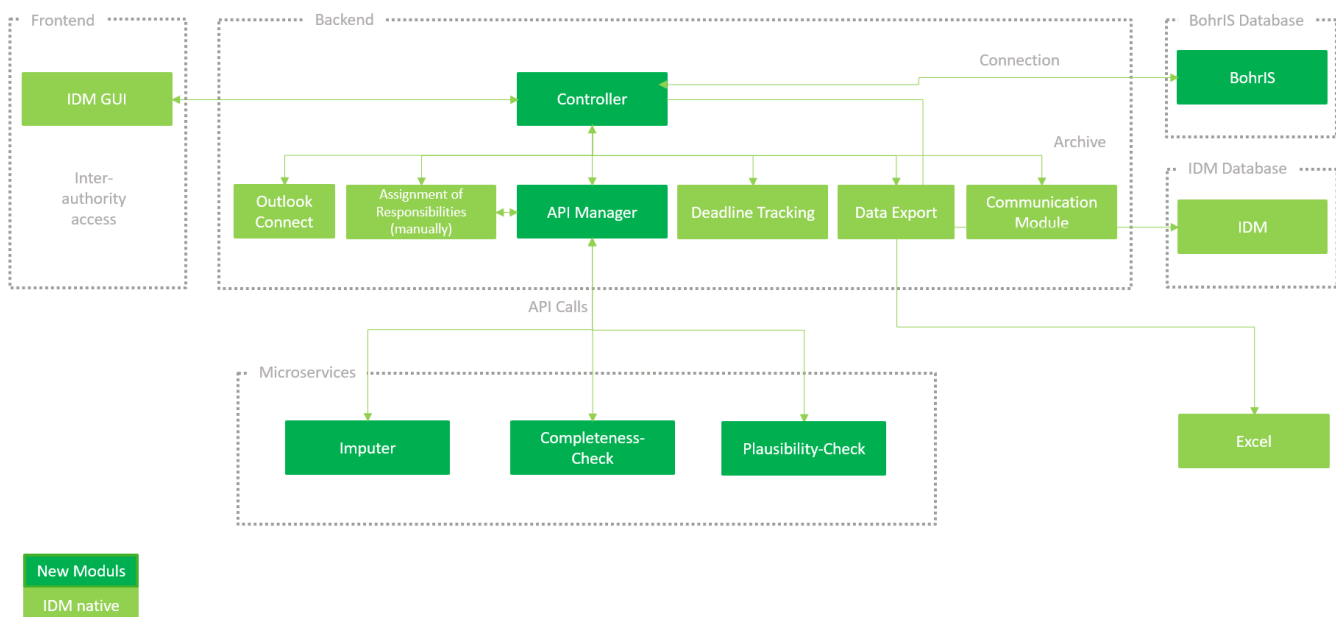 Frontend
Backend
BohrIS Database
IDM GUI
Controller
Connection
BohrIS
Inter-
authority
access
Archive
IDM Database
Outlook
Connect
Assignment of
Responsibilities
(manually)
API Manager
Deadline Tracking
Data Export
Communication
Module
IDM
API Calls
Microservices
Imputer
Completeness-
Check
Plausibility-Check
Excel
New Moduls
IDM native